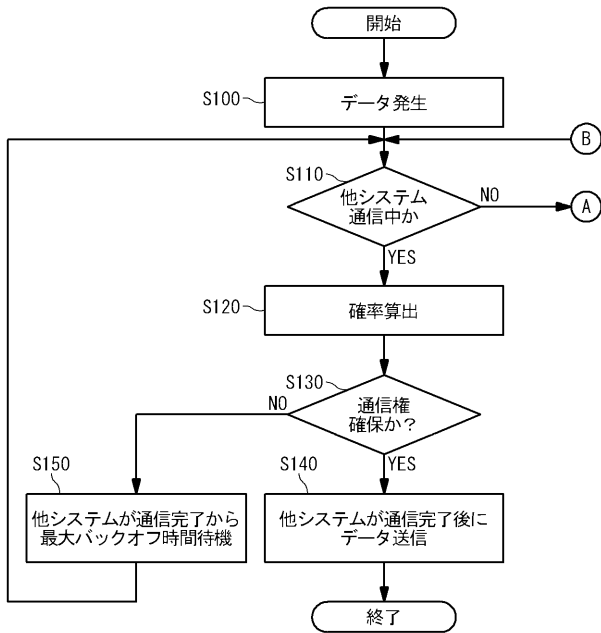 開始
S100
データ発生
B
S110
他システム
通信中か
NO
A
YES
S120
確率算出
S130
通信権
確保か?
NO
YES
S150
他システムが通信完了から
最大バックオフ時間待機
S140
他システムが通信完了後に
データ送信
終了